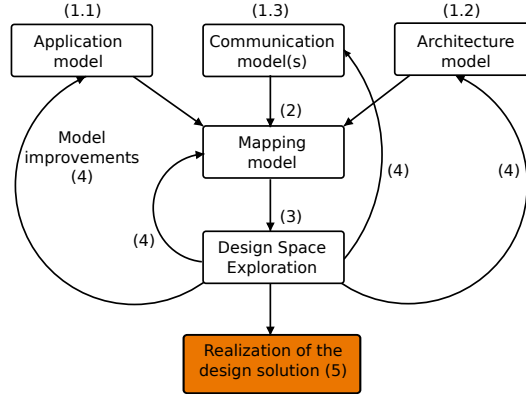 (1.1)
(1.3)
(1.2)
Application
model
Communication
model(s)
Architecture
model
(2)
Model
improvements
(4)
Mapping
model
(4)
(4)
(3)
(4)
Design Space
Exploration
Realization of the
design solution (5)